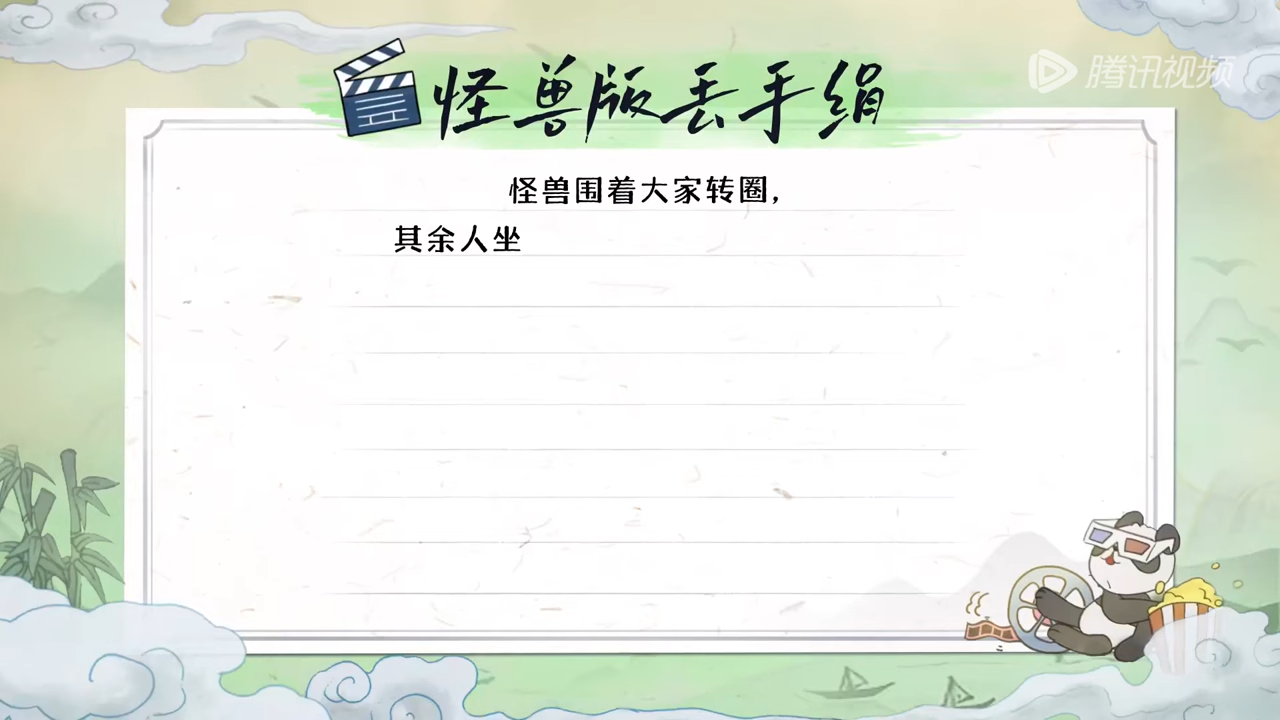 腾讯视频
怪兽版丢手绢
怪兽围着大家转圈，
其余人坐